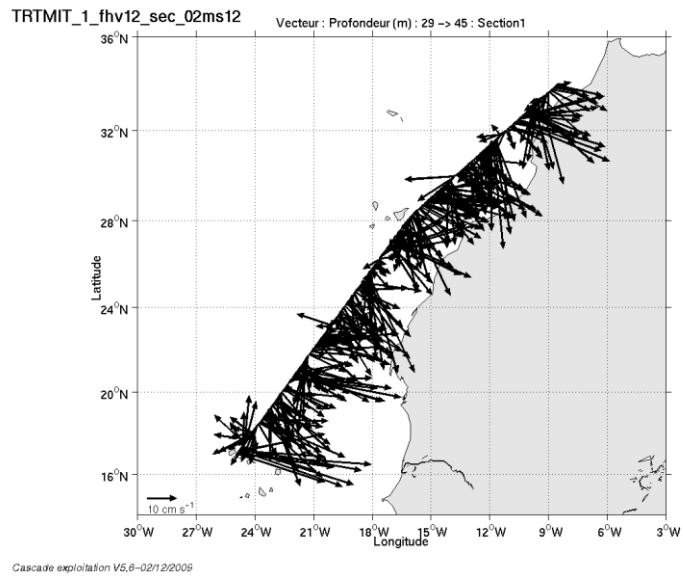 TRTMIT_1_fhv12_sec_02ms12
Vecteur : Profondeur (m) : 29 -> 45 : Section1
36°N
32°N
28°N
24°N
20°N
16°N
Latitude
10 cm s⁻¹
30°W 27°W 24°W 21°W 18°W 15°W 12°W 9°W 6°W 3°W
Longitude
Cascade exploitation V5,6-02/12/2009